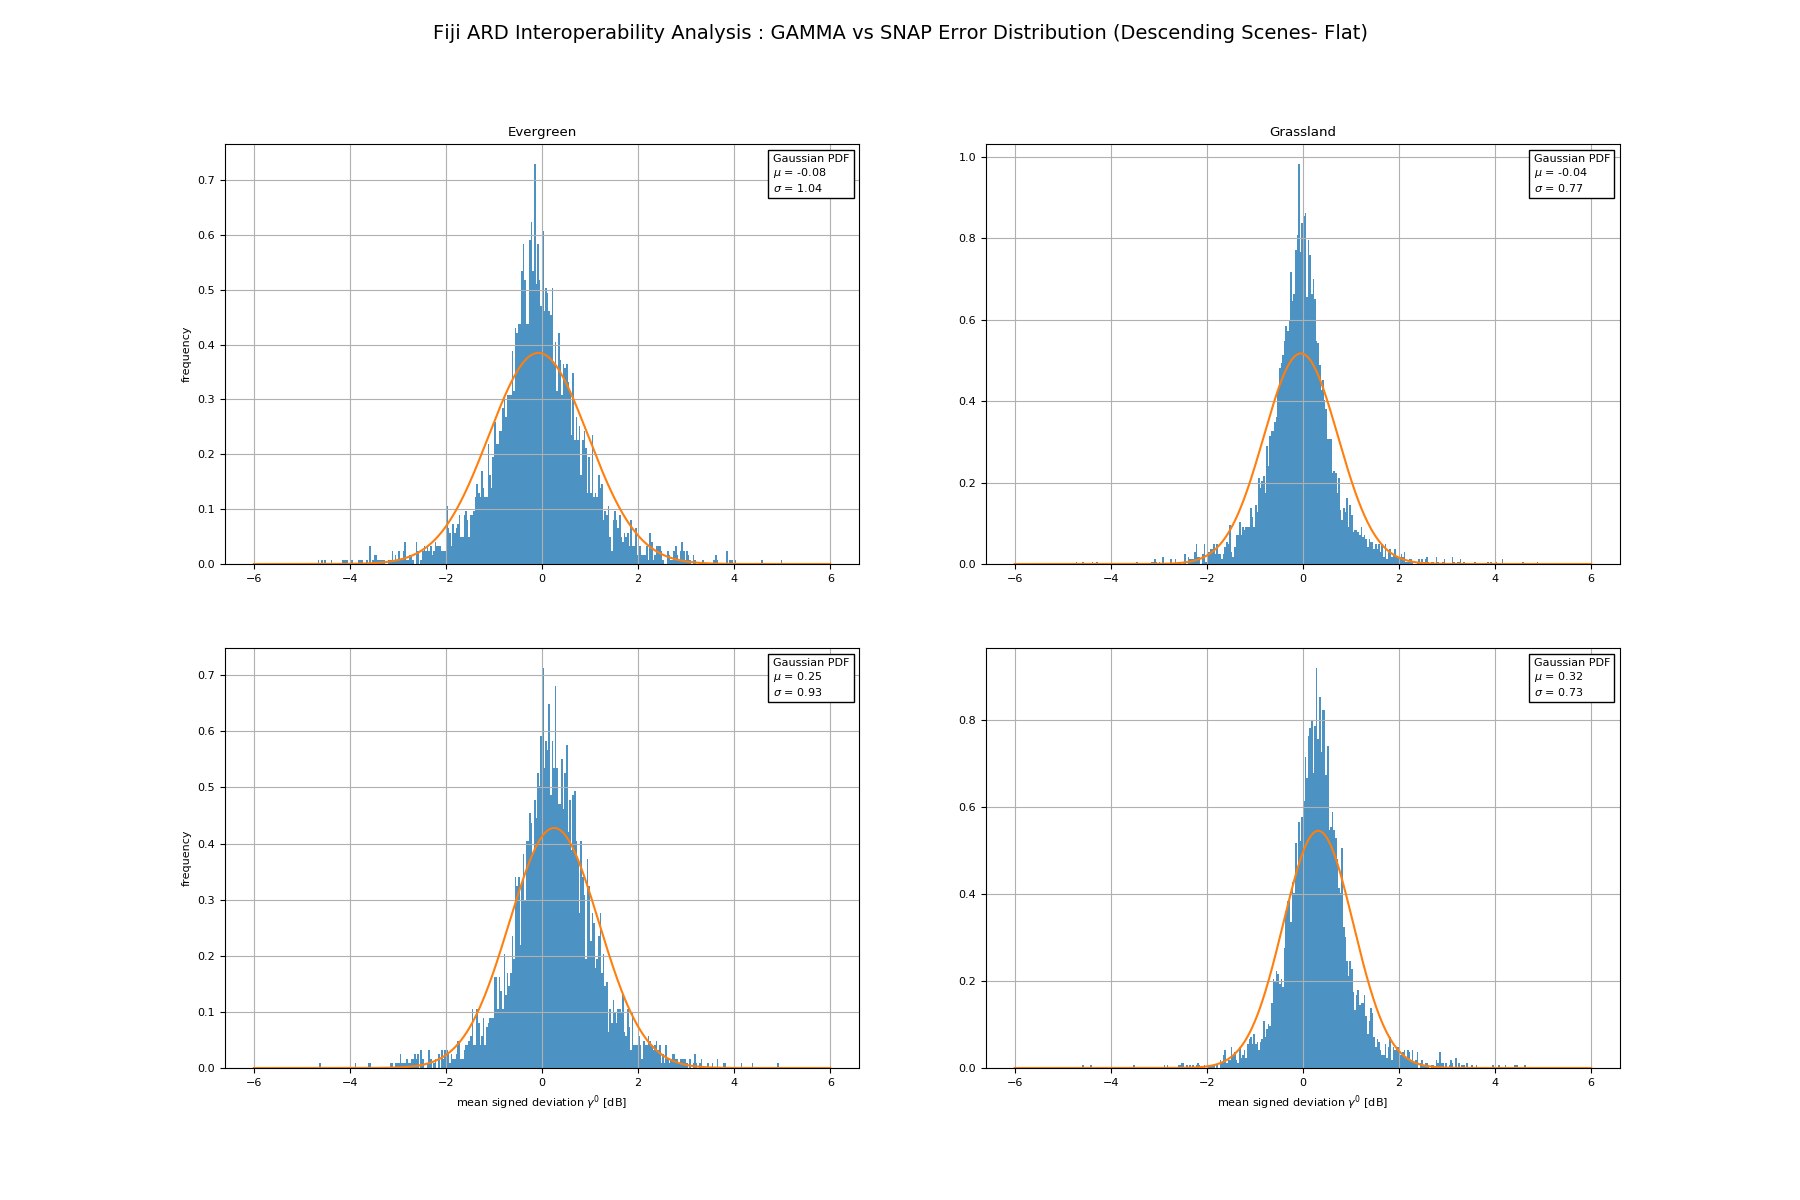 Fiji ARD Interoperability Analysis : GAMMA vs SNAP Error Distribution (Descending Scenes- Flat)
Evergreen
Gaussian PDF
μ = -0.08
σ = 1.04
0.7
0.6
0.5
0.4
0.3
0.2
0.1
0.0
frequency
−6 −4 −2 0 2 4 6
Grassland
Gaussian PDF
μ = -0.04
σ = 0.77
1.0
0.8
0.6
0.4
0.2
0.0
−6 −4 −2 0 2 4 6
Gaussian PDF
μ = 0.25
σ = 0.93
0.7
0.6
0.5
0.4
0.3
0.2
0.1
0.0
frequency
−6 −4 −2 0 2 4 6
mean signed deviation γ⁰ [dB]
Gaussian PDF
μ = 0.32
σ = 0.73
0.8
0.6
0.4
0.2
0.0
−6 −4 −2 0 2 4 6
mean signed deviation γ⁰ [dB]